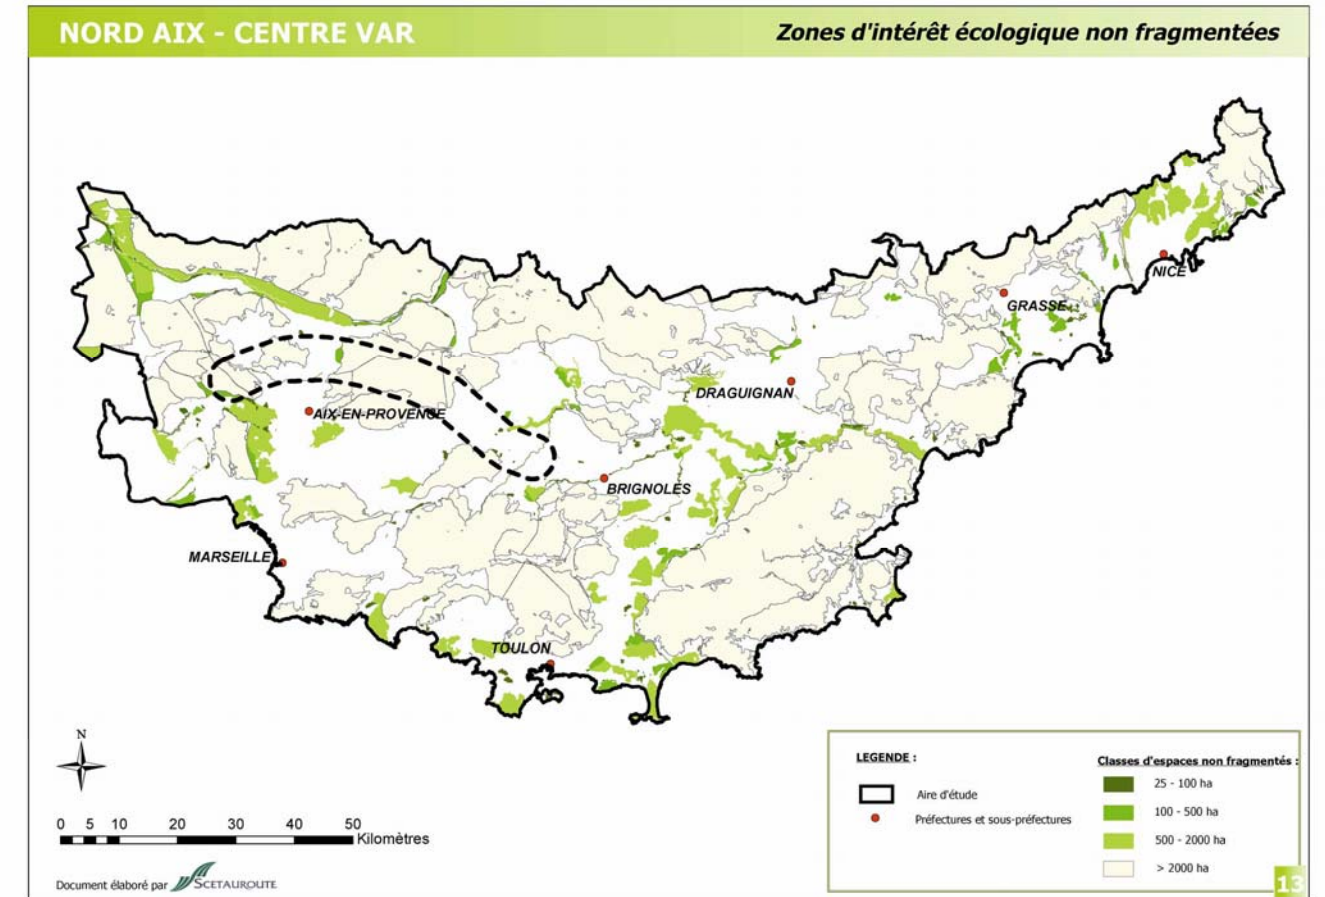 NORD AIX - CENTRE VAR
Zones d'intérêt écologique non fragmentées
NICE
GRASSE
DRAGUIGNAN
AIX-EN-PROVENCE
BRIGNOLES
MARSEILLE
TOULON
N
0 5 10 20 30 40 50
Kilomètres
Document élaboré par SCETAUROUTE
LEGENDE :
Aire d'étude
Préfectures et sous-préfectures
Classes d'espaces non fragmentés :
25 - 100 ha
100 - 500 ha
500 - 2000 ha
> 2000 ha
13